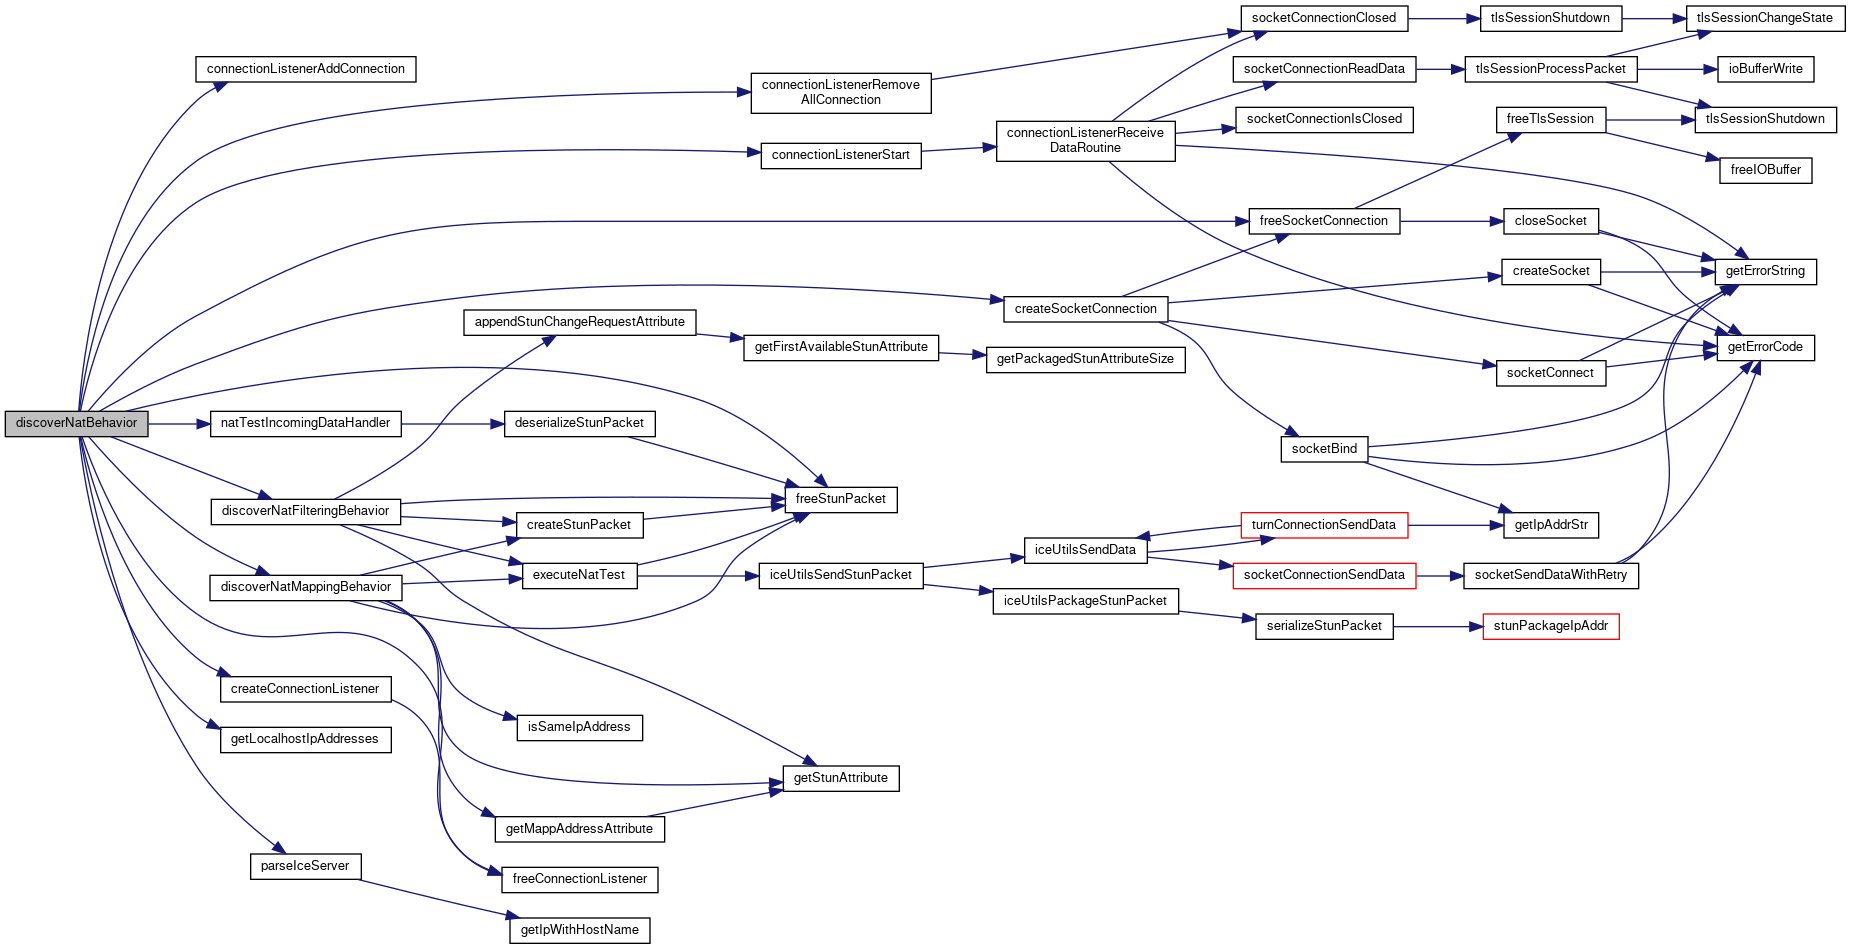 socketConnectionClosed
tlsSessionShutdown
tlsSessionChangeState
connectionListenerAddConnection
socketConnectionReadData
tlsSessionProcessPacket
ioBufferWrite
connectionListenerRemove
AllConnection
socketConnectionIsClosed
freeTlsSession
tlsSessionShutdown
connectionListenerReceive
DataRoutine
connectionListenerStart
freeIOBuffer
freeSocketConnection
closeSocket
createSocket
getErrorString
createSocketConnection
appendStunChangeRequestAttribute
getFirstAvailableStunAttribute
getPackagedStunAttributeSize
getErrorCode
socketConnect
discoverNatBehavior
natTestIncomingDataHandler
deserializeStunPacket
socketBind
freeStunPacket
discoverNatFilteringBehavior
createStunPacket
turnConnectionSendData
getIpAddrStr
iceUtilsSendData
executeNatTest
iceUtilsSendStunPacket
socketConnectionSendData
socketSendDataWithRetry
discoverNatMappingBehavior
iceUtilsPackageStunPacket
serializeStunPacket
stunPackageIpAddr
createConnectionListener
isSameIpAddress
getLocalhostIpAddresses
getStunAttribute
getMappAddressAttribute
parseIceServer
freeConnectionListener
getIpWithHostName